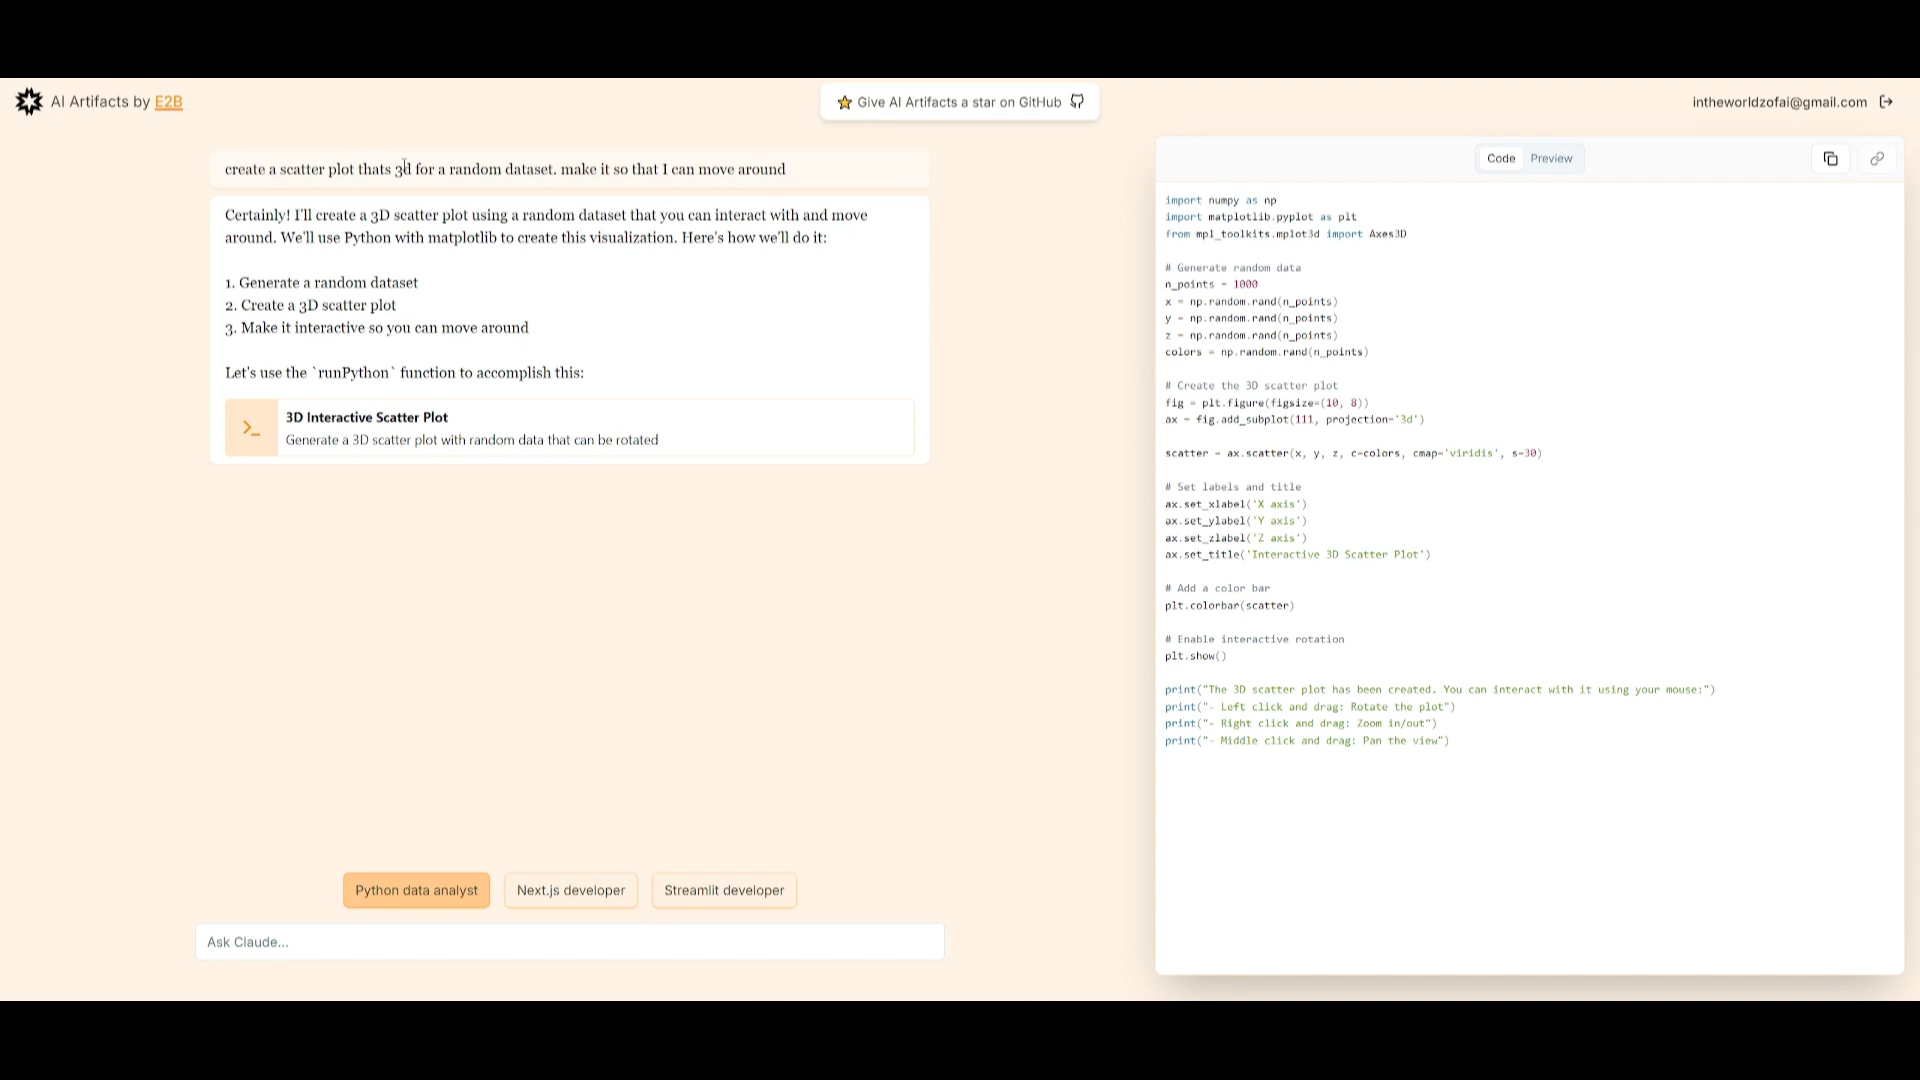 AI Artifacts by E2B
Give AI Artifacts a star on GitHub
intheworldzofai@gmail.com
create a scatter plot thats 3d for a random dataset. make it so that I can move around
Certainly! I'll create a 3D scatter plot using a random dataset that you can interact with and move
around. We'll use Python with matplotlib to create this visualization. Here's how we'll do it:
1. Generate a random dataset
2. Create a 3D scatter plot
3. Make it interactive so you can move around
Let's use the `runPython` function to accomplish this:
>_
3D Interactive Scatter Plot
Generate a 3D scatter plot with random data that can be rotated
Python data analyst
Next.js developer
Streamlit developer
Ask Claude...
Code
Preview
import numpy as np
import matplotlib.pyplot as plt
from mpl_toolkits.mplot3d import Axes3D
# Generate random data
n_points = 1000
x = np.random.rand(n_points)
y = np.random.rand(n_points)
z = np.random.rand(n_points)
colors = np.random.rand(n_points)
# Create the 3D scatter plot
fig = plt.figure(figsize=(10, 8))
ax = fig.add_subplot(111, projection='3d')
scatter = ax.scatter(x, y, z, c=colors, cmap='viridis', s=30)
# Set labels and title
ax.set_xlabel('X axis')
ax.set_ylabel('Y axis')
ax.set_zlabel('Z axis')
ax.set_title('Interactive 3D Scatter Plot')
# Add a color bar
plt.colorbar(scatter)
# Enable interactive rotation
plt.show()
print("The 3D scatter plot has been created. You can interact with it using your mouse:")
print("- Left click and drag: Rotate the plot")
print("- Right click and drag: Zoom in/out")
print("- Middle click and drag: Pan the view")